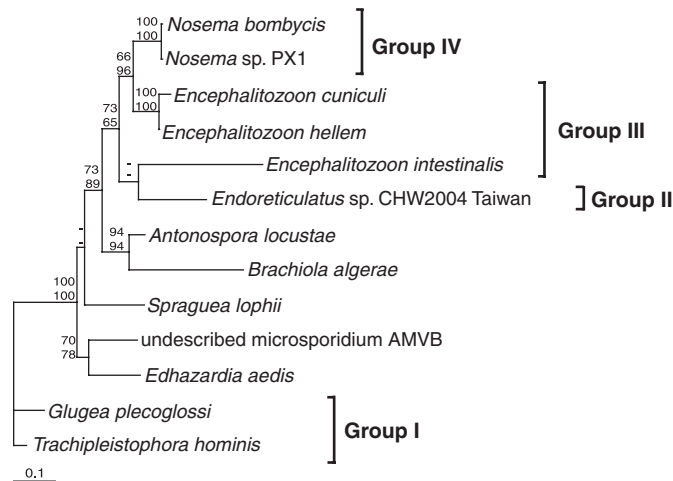 100
100
Nosema bombycis
Nosema sp. PX1
Group IV
66
96
100
100
Encephalitozoon cuniculi
Encephalitozoon hellem
Group III
73
65
-
-
Encephalitozoon intestinalis
Endoreticulatus sp. CHW2004 Taiwan
Group II
73
89
94
94
Antonospora locustae
Brachiola algerae
-
-
Spraguea lophii
100
100
70
78
undescribed microsporidium AMVB
Edhazardia aedis
Glugea plecoglossi
Trachipleistophora hominis
Group I
0.1